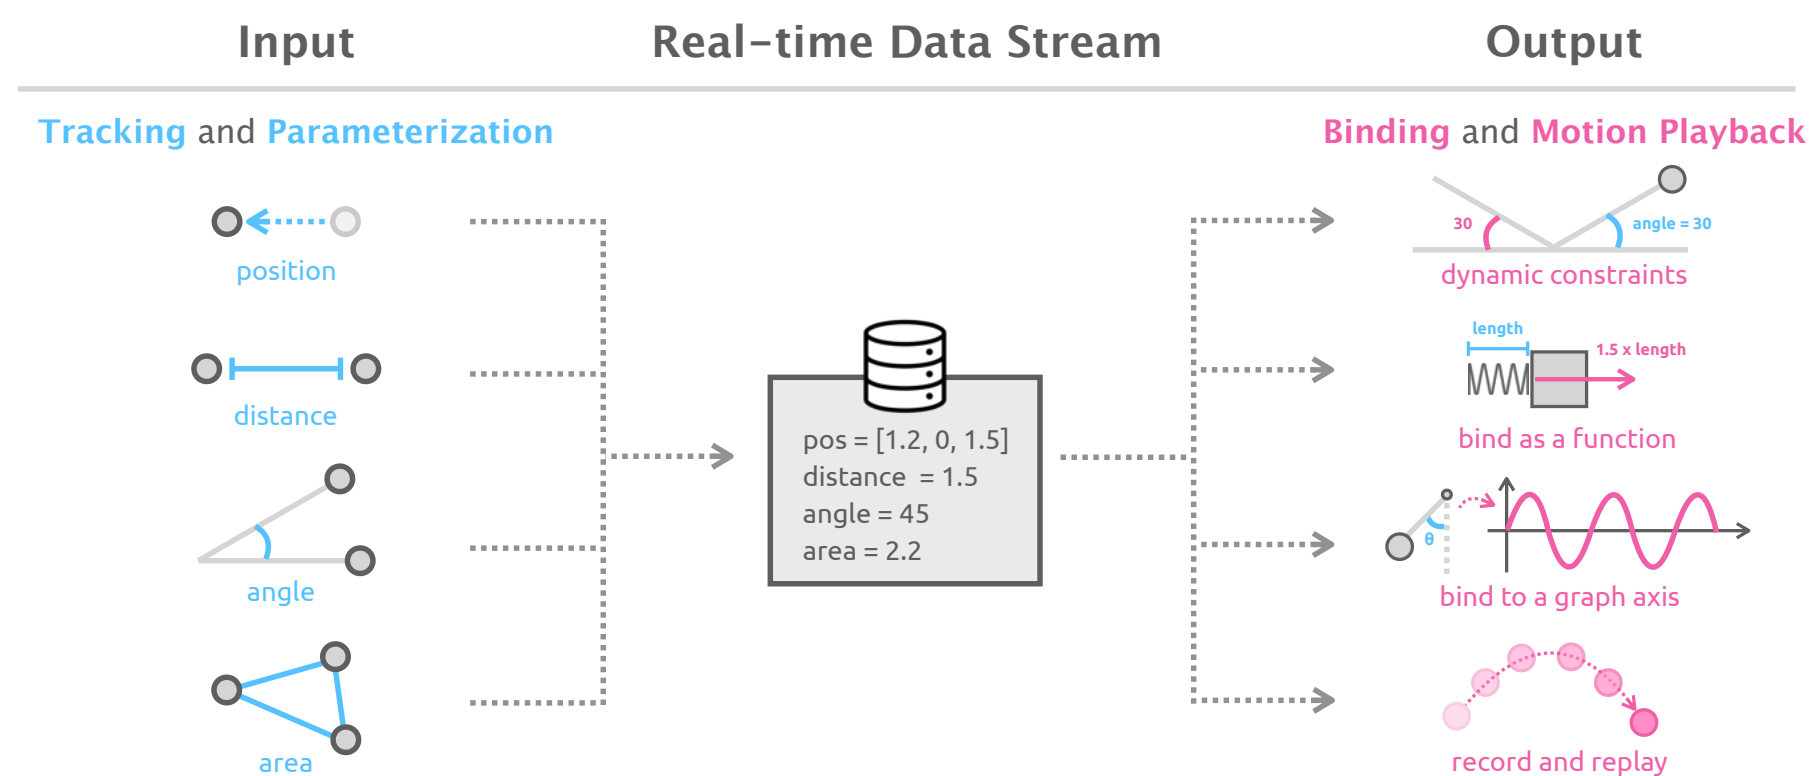 Input
Real-time Data Stream
Output
Tracking and Parameterization
Binding and Motion Playback
position
distance
angle
area
pos = [1.2, 0, 1.5]
distance = 1.5
angle = 45
area = 2.2
30
angle = 30
dynamic constraints
length
1.5 x length
bind as a function
θ
bind to a graph axis
record and replay